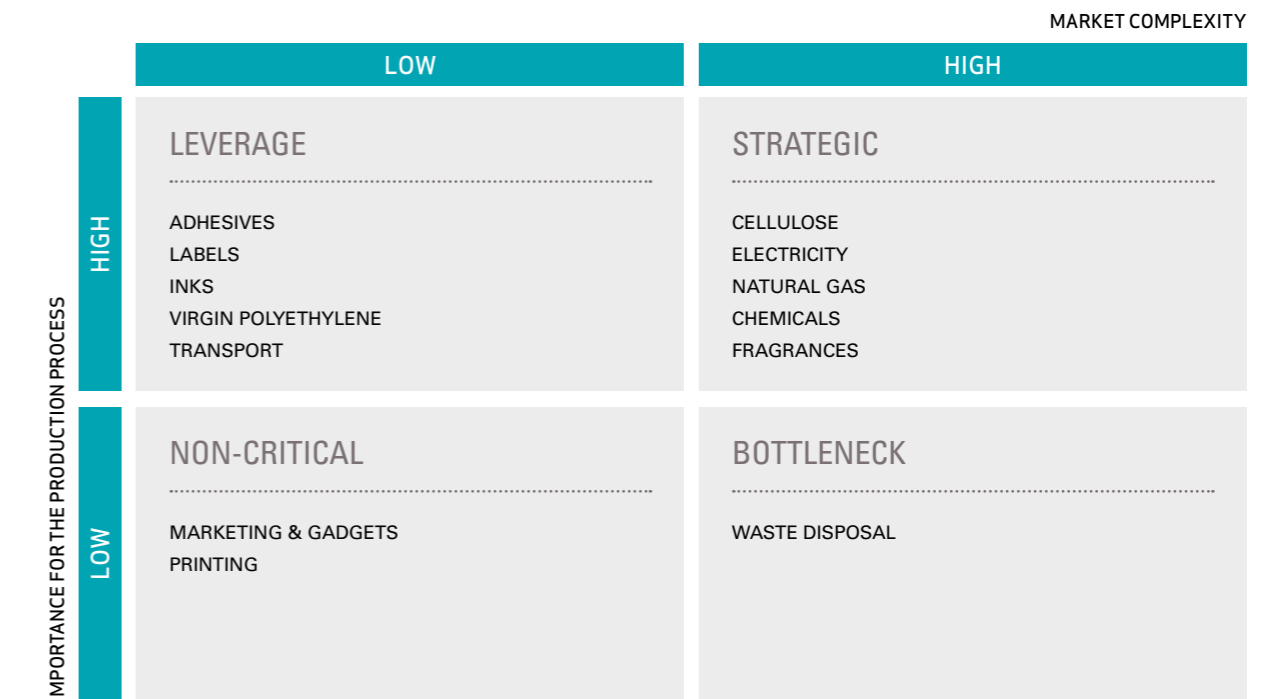 MARKET COMPLEXITY
LOW
HIGH
MPORTANCE FOR THE PRODUCTION PROCESS
HIGH
LEVERAGE
ADHESIVES
LABELS
INKS
VIRGIN POLYETHYLENE
TRANSPORT
STRATEGIC
CELLULOSE
ELECTRICITY
NATURAL GAS
CHEMICALS
FRAGRANCES
LOW
NON-CRITICAL
MARKETING & GADGETS
PRINTING
BOTTLENECK
WASTE DISPOSAL